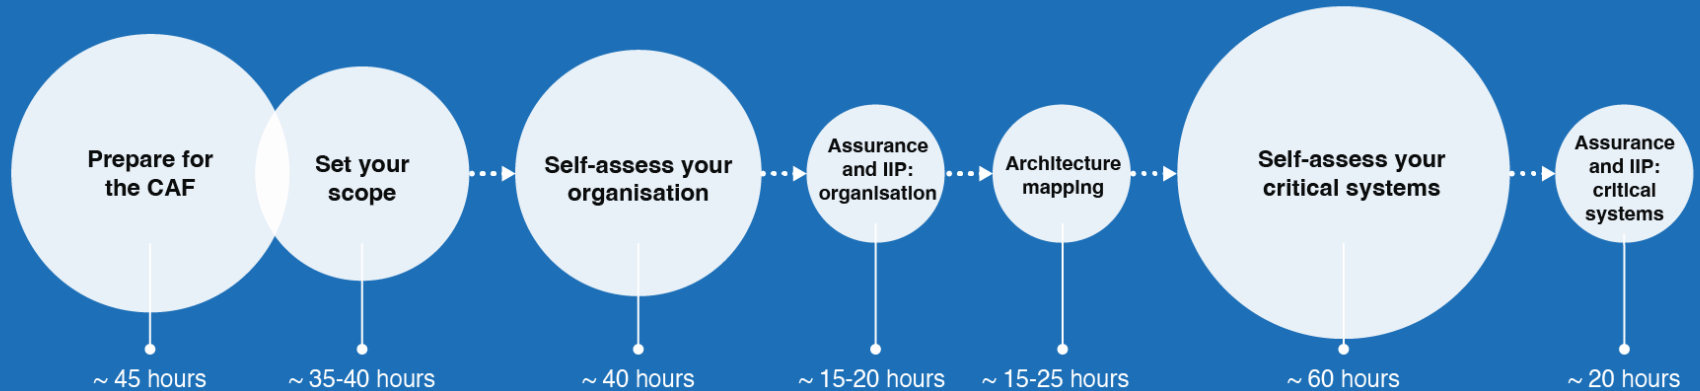 Prepare for
the CAF
Set your
scope
Self-assess your
organisation
Assurance
and IIP:
organisation
Architecture
mapping
Self-assess your
critical systems
Assurance
and IIP:
critical
systems
~ 45 hours
~ 35-40 hours
~ 40 hours
~ 15-20 hours
~ 15-25 hours
~ 60 hours
~ 20 hours